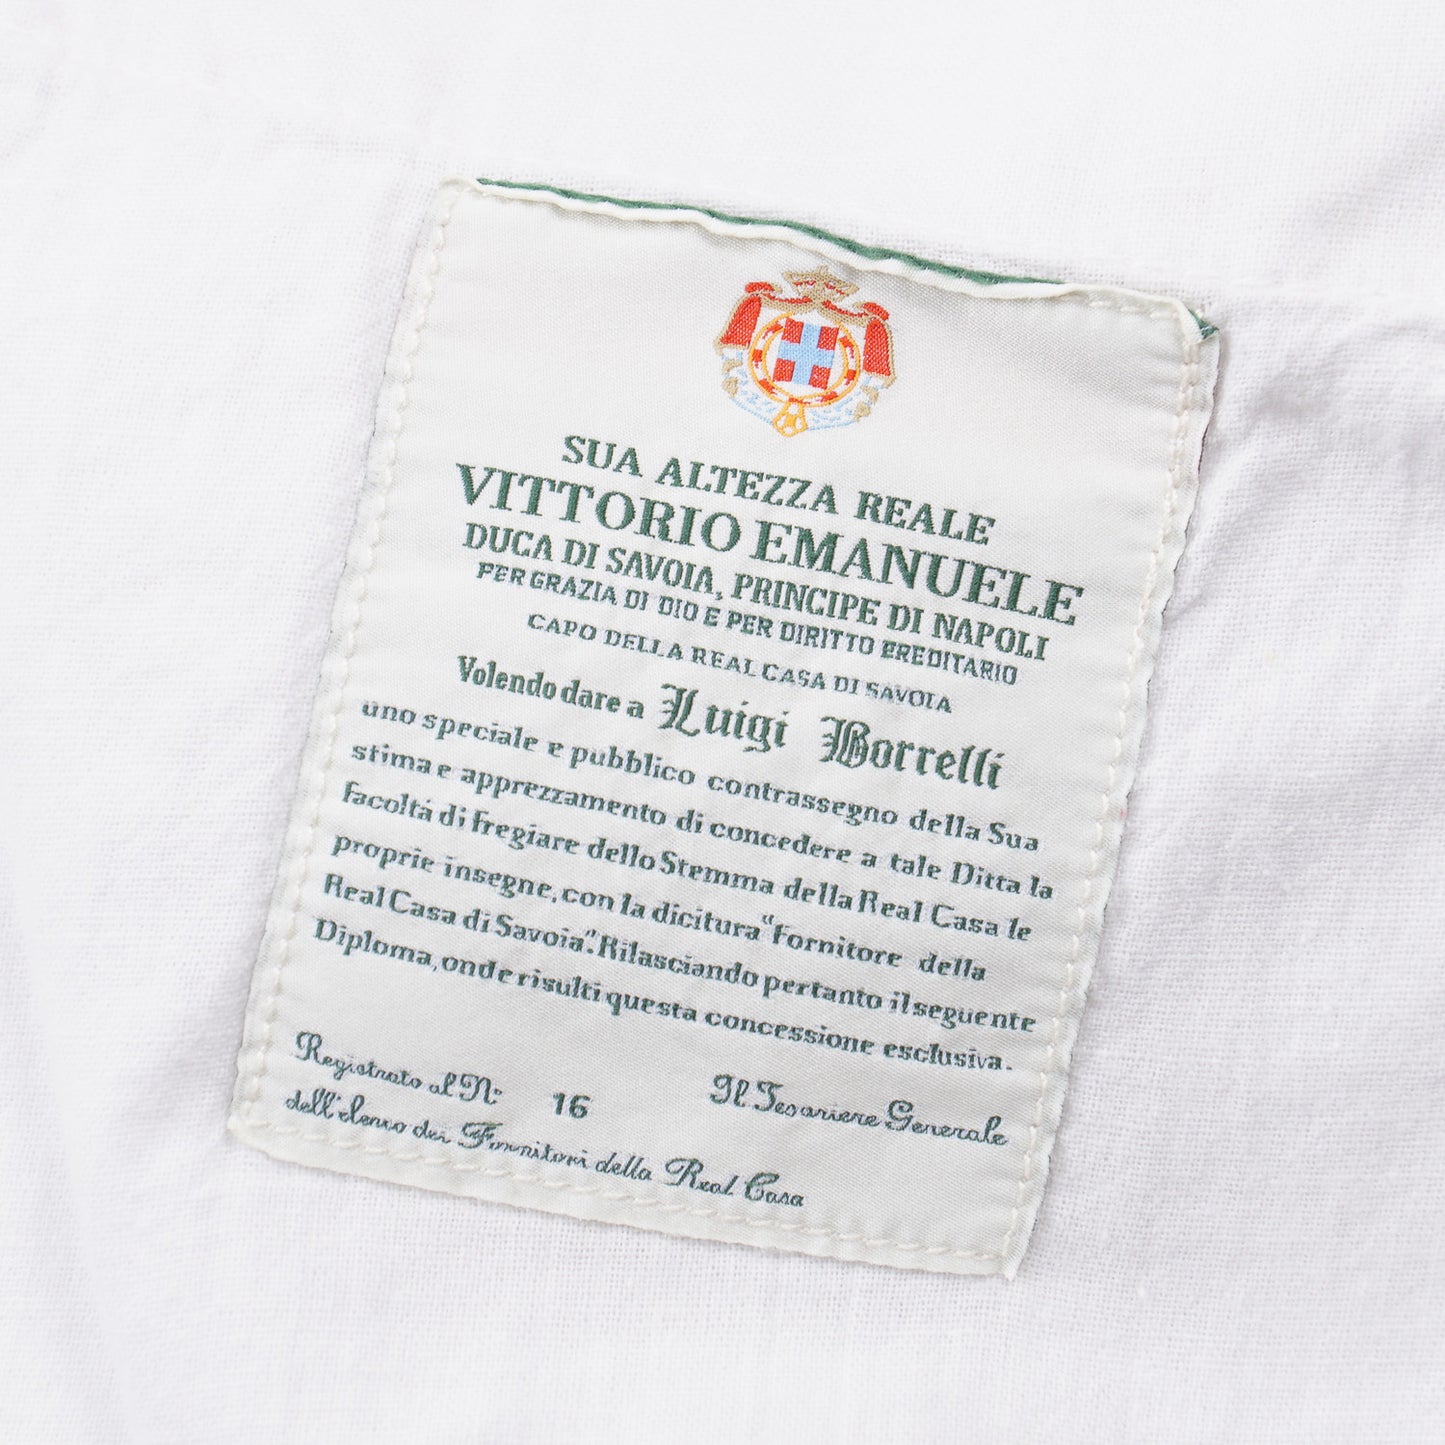 SUA ALTEZZA REALE
VITTORIO EMANUELE
DUCA DI SAVOIA, PRINCIPE DI NAPOLI
PER GRAZIA DI DIO E PER DIRITTO EREDITARIO
CAPO DELLA REAL CASA DI SAVOIA
Volendo dare a Luigi Borrelli
uno speciale e pubblico contrassegno della Sua
stima e apprezzamento di concedere a tale Ditta la
facoltá di fregiare dello Stemma della Real Casa le
proprie insegne, con la dicitura "Fornitore della
Real Casa di Savoia". Rilasciando pertanto il seguente
Diploma, onde risulti questa concessione esclusiva.
Registrato al N° 16 Il Tesoriere Generale
dell'elenco dei Fornitori della Real Casa